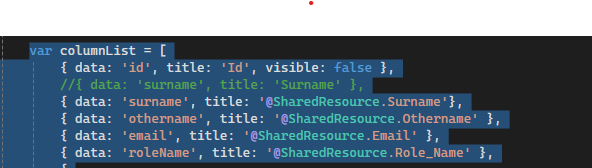 var columnList = [
{ data: 'id', title: 'Id', visible: false },
//{ data: 'surname', title: 'Surname' },
{ data: 'surname', title: '@SharedResource.Surname'},
{ data: 'othername', title: '@SharedResource.Othername' },
{ data: 'email', title: '@SharedResource.Email' },
{ data: 'roleName', title: '@SharedResource.Role_Name' },